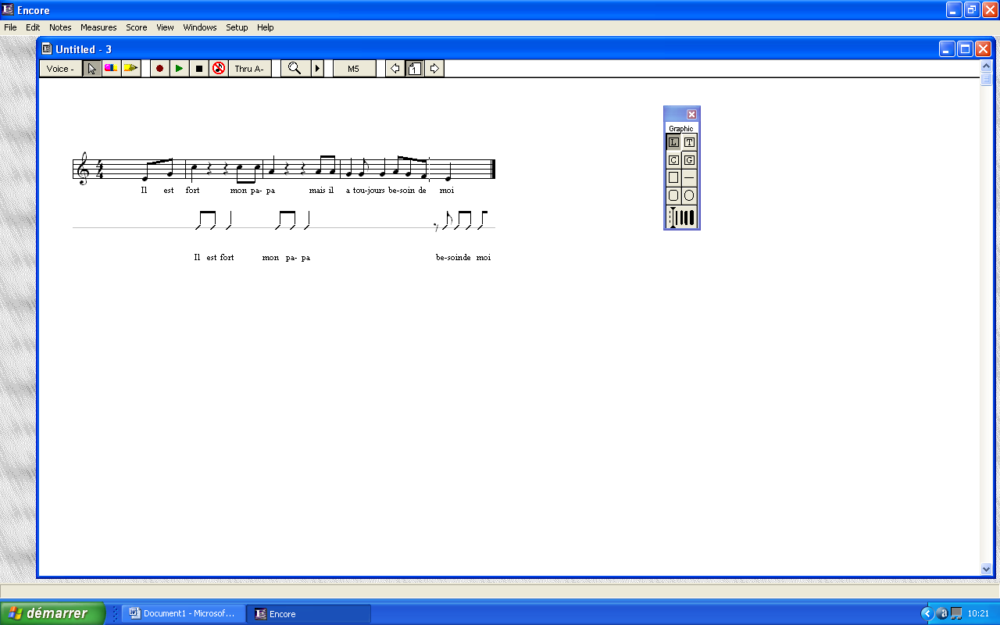 Encore
File Edit Notes Measures Score View Windows Setup Help
Untitled - 3
Voice - Thru A- M5 1
Graphic
L T
C G
4
4
Il est fort mon pa- pa mais il a tou-jours be-soin de moi
Il est fort mon pa- pa be-soinde moi
démarrer Document1 - Microsof... Encore a 10:21